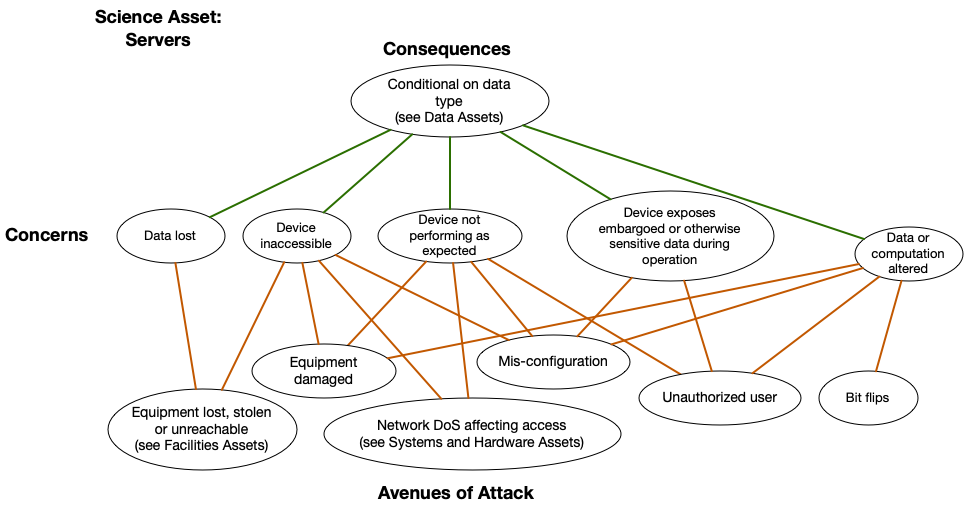 Science Asset:
Servers
Consequences
Conditional on data
type
(see Data Assets)
Concerns
Data lost
Device
inaccessible
Device not
performing as
expected
Device exposes
embargoed or otherwise
sensitive data during
operation
Data or
computation
altered
Equipment
damaged
Mis-configuration
Unauthorized user
Bit flips
Equipment lost, stolen
or unreachable
(see Facilities Assets)
Network DoS affecting access
(see Systems and Hardware Assets)
Avenues of Attack